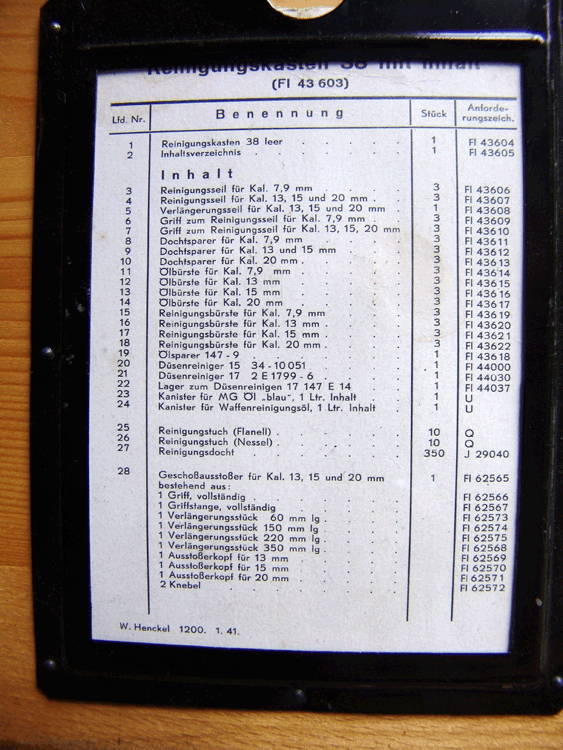 Reinigungskasten 38 mit Inhalt
(Fl 43 603)
Lfd. Nr. Benennung Stück Anforde-rungszeich.
1 Reinigungskasten 38 leer . . . . . 1 Fl 43604
2 Inhaltsverzeichnis . . . . . . 1 Fl 43605
Inhalt
3 Reinigungsseil für Kal. 7,9 mm . . . . 3 Fl 43606
4 Reinigungsseil für Kal. 13, 15 und 20 mm . . 3 Fl 43607
5 Verlängerungsseil für Kal. 13, 15 und 20 mm . 1 Fl 43608
6 Griff zum Reinigungsseil für Kal. 7,9 mm . . 3 Fl 43609
7 Griff zum Reinigungsseil für Kal. 13, 15, 20 mm 3 Fl 43610
8 Dochtsparer für Kal. 7,9 mm . . . . 3 Fl 43611
9 Dochtsparer für Kal. 13 und 15 mm . . . 3 Fl 43612
10 Dochtsparer für Kal. 20 mm . . . . . 3 Fl 43613
11 Ölbürste für Kal. 7,9 mm . . . . 3 Fl 43614
12 Ölbürste für Kal. 13 mm . . . . . 3 Fl 43615
13 Ölbürste für Kal. 15 mm . . . . . 3 Fl 43616
14 Ölbürste für Kal. 20 mm . . . . . 3 Fl 43617
15 Reinigungsbürste für Kal. 7,9 mm . . . 3 Fl 43619
16 Reinigungsbürste für Kal. 13 mm . . . . 3 Fl 43620
17 Reinigungsbürste für Kal. 15 mm . . . . 3 Fl 43621
18 Reinigungsbürste für Kal. 20 mm . . . . 3 Fl 43622
19 Ölsparer 147 - 9 . . . . . . 1 Fl 43618
20 Düsenreiniger 15 34 - 10 051 . . . . 1 Fl 44000
21 Düsenreiniger 17 2 E 1799 - 6 . . . . 1 Fl 44030
22 Lager zum Düsenreinigen 17 147 E 14 . . 1 Fl 44037
23 Kanister für MG Öl „blau", 1 Ltr. Inhalt . . 1 U
24 Kanister für Waffenreinigungsöl, 1 Ltr. Inhalt . 1 U
25 Reinigungstuch (Flanell) . . . . . 10 Q
26 Reinigungstuch (Nessel) . . . . . 10 Q
27 Reinigungsdocht . . . . . . 350 J 29040
28 Geschoßausstoßer für Kal. 13, 15 und 20 mm 1 Fl 62565
bestehend aus:
1 Griff, vollständig . . . . . . Fl 62566
1 Griffstange, vollständig . . . . . Fl 62567
1 Verlängerungsstück 60 mm lg . . . . Fl 62573
1 Verlängerungsstück 150 mm lg . . . . Fl 62574
1 Verlängerungsstück 220 mm lg . . . . Fl 62575
1 Verlängerungsstück 350 mm lg . . . . Fl 62568
1 Ausstoßerkopf für 13 mm . . . . . Fl 62569
1 Ausstoßerkopf für 15 mm . . . . . Fl 62570
1 Ausstoßerkopf für 20 mm . . . . . Fl 62571
2 Knebel . . . . . . . Fl 62572
W. Henckel 1200. 1. 41.